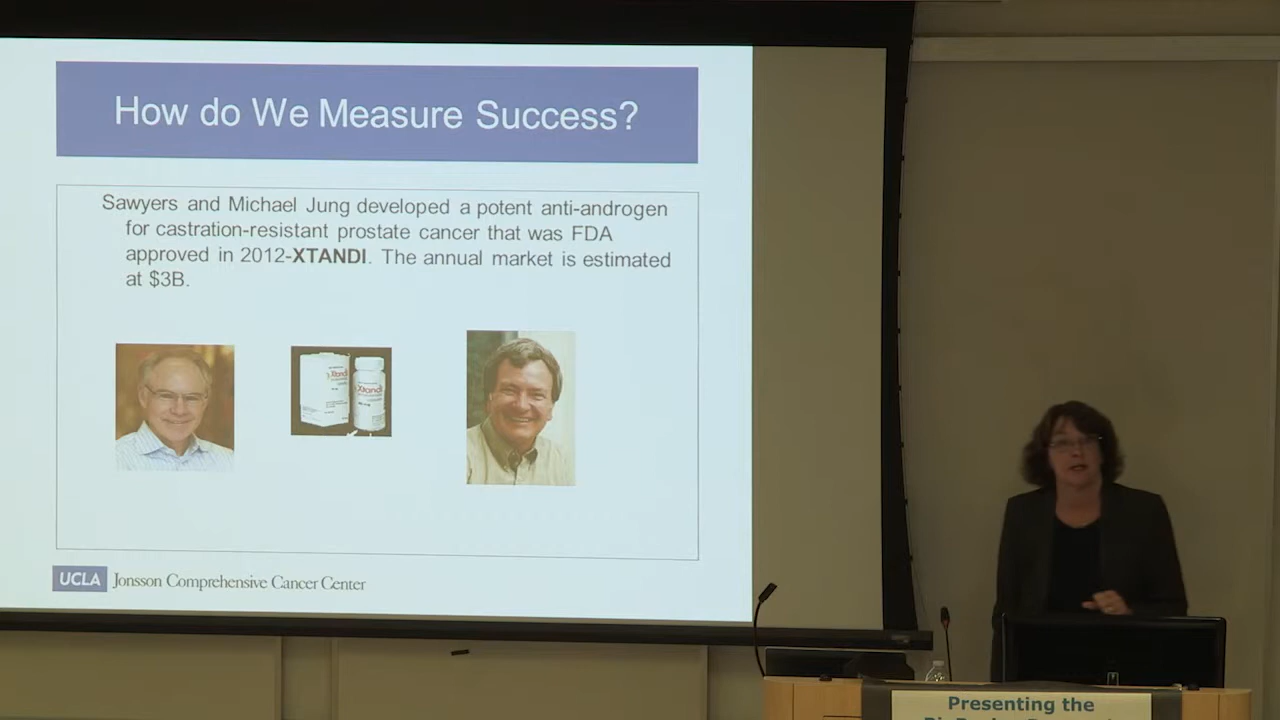 How do We Measure Success?
Sawyers and Michael Jung developed a potent anti-androgen
for castration-resistant prostate cancer that was FDA
approved in 2012-XTANDI. The annual market is estimated
at $3B.
Xtandi
Xtandi
UCLA Jonsson Comprehensive Cancer Center
Presenting the